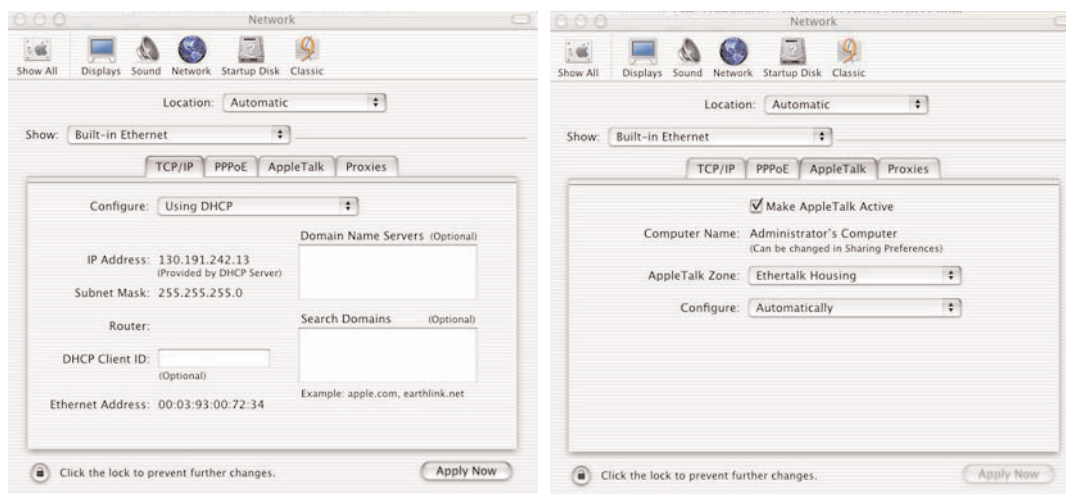 Network
Show All Displays Sound Network Startup Disk Classic
Location: Automatic
Show: Built-in Ethernet
TCP/IP PPPoE AppleTalk Proxies
Configure: Using DHCP
Domain Name Servers (Optional)
IP Address: 130.191.242.13
(Provided by DHCP Server)
Subnet Mask: 255.255.255.0
Search Domains (Optional)
Router:
DHCP Client ID:
(Optional)
Example: apple.com, earthlink.net
Ethernet Address: 00:03:93:00:72:34
Click the lock to prevent further changes.
Apply Now
Network
Show All Displays Sound Network Startup Disk Classic
Location: Automatic
Show: Built-in Ethernet
TCP/IP PPPoE AppleTalk Proxies
Make AppleTalk Active
Computer Name: Administrator's Computer
(Can be changed in Sharing Preferences)
AppleTalk Zone: Ethertalk Housing
Configure: Automatically
Click the lock to prevent further changes.
Apply Now